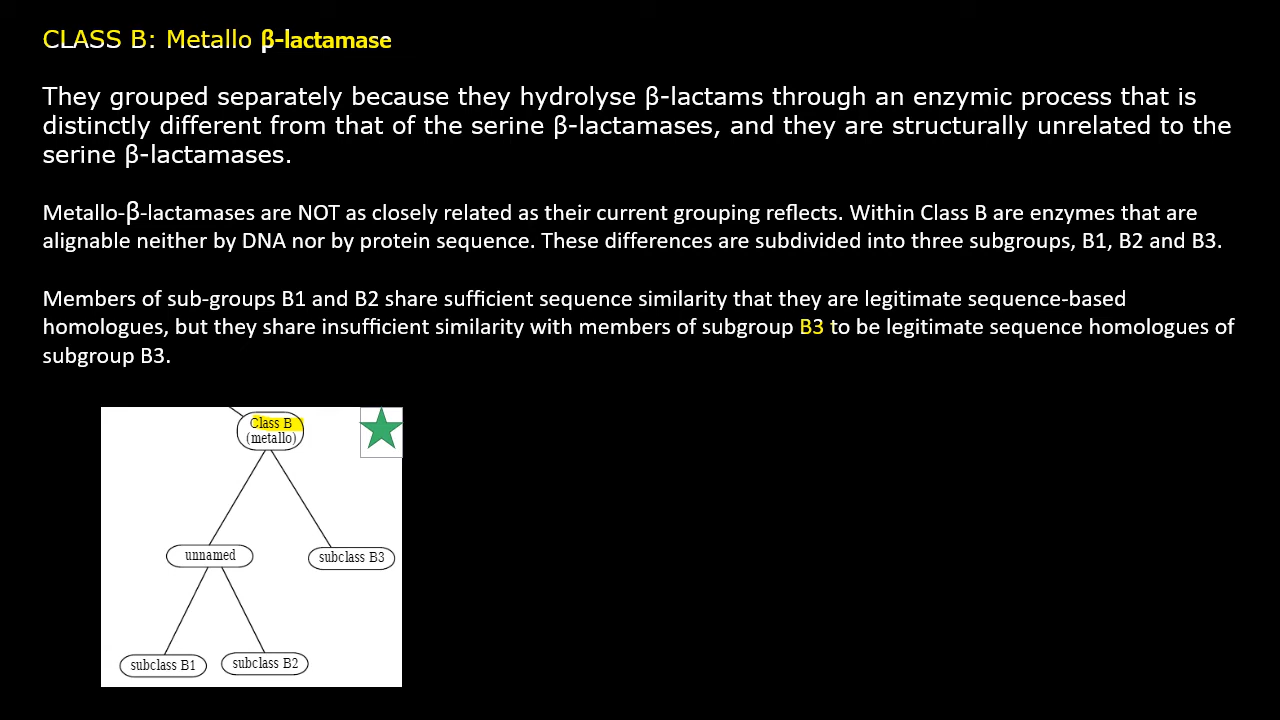 CLASS B: Metallo β-lactamase
They grouped separately because they hydrolyse β-lactams through an enzymic process that is
distinctly different from that of the serine β-lactamases, and they are structurally unrelated to the
serine β-lactamases.
Metallo-β-lactamases are NOT as closely related as their current grouping reflects. Within Class B are enzymes that are
alignable neither by DNA nor by protein sequence. These differences are subdivided into three subgroups, B1, B2 and B3.
Members of sub-groups B1 and B2 share sufficient sequence similarity that they are legitimate sequence-based
homologues, but they share insufficient similarity with members of subgroup B3 to be legitimate sequence homologues of
subgroup B3.
Class B
(metallo)
unnamed
subclass B3
subclass B1
subclass B2